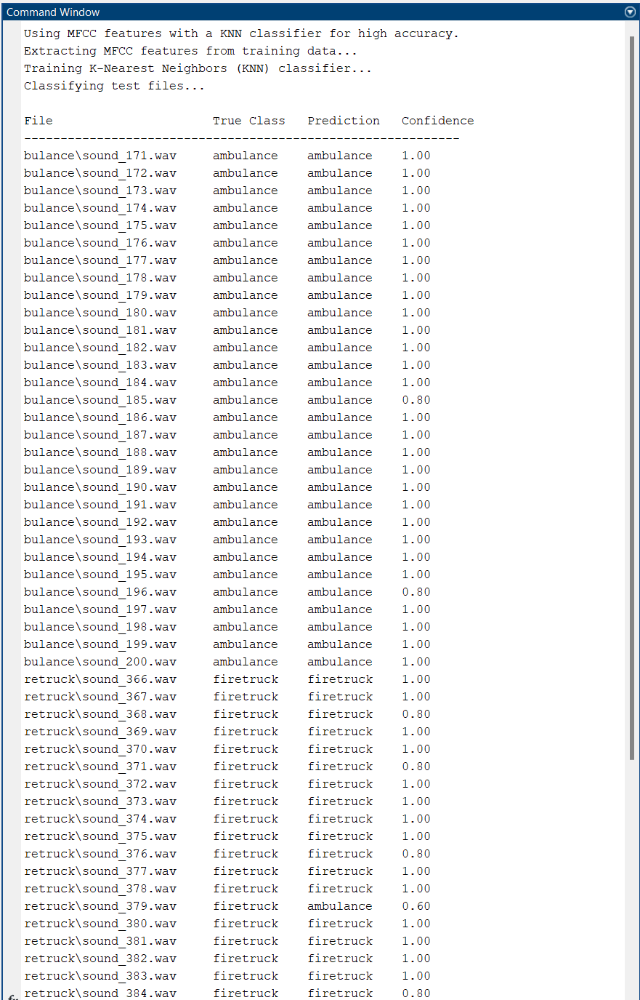 Command Window
Using MFCC features with a KNN classifier for high accuracy.
Extracting MFCC features from training data...
Training K-Nearest Neighbors (KNN) classifier...
Classifying test files...
File True Class Prediction Confidence
------------------------------------------------------------
bulance\sound_171.wav ambulance ambulance 1.00
bulance\sound_172.wav ambulance ambulance 1.00
bulance\sound_173.wav ambulance ambulance 1.00
bulance\sound_174.wav ambulance ambulance 1.00
bulance\sound_175.wav ambulance ambulance 1.00
bulance\sound_176.wav ambulance ambulance 1.00
bulance\sound_177.wav ambulance ambulance 1.00
bulance\sound_178.wav ambulance ambulance 1.00
bulance\sound_179.wav ambulance ambulance 1.00
bulance\sound_180.wav ambulance ambulance 1.00
bulance\sound_181.wav ambulance ambulance 1.00
bulance\sound_182.wav ambulance ambulance 1.00
bulance\sound_183.wav ambulance ambulance 1.00
bulance\sound_184.wav ambulance ambulance 1.00
bulance\sound_185.wav ambulance ambulance 0.80
bulance\sound_186.wav ambulance ambulance 1.00
bulance\sound_187.wav ambulance ambulance 1.00
bulance\sound_188.wav ambulance ambulance 1.00
bulance\sound_189.wav ambulance ambulance 1.00
bulance\sound_190.wav ambulance ambulance 1.00
bulance\sound_191.wav ambulance ambulance 1.00
bulance\sound_192.wav ambulance ambulance 1.00
bulance\sound_193.wav ambulance ambulance 1.00
bulance\sound_194.wav ambulance ambulance 1.00
bulance\sound_195.wav ambulance ambulance 1.00
bulance\sound_196.wav ambulance ambulance 0.80
bulance\sound_197.wav ambulance ambulance 1.00
bulance\sound_198.wav ambulance ambulance 1.00
bulance\sound_199.wav ambulance ambulance 1.00
bulance\sound_200.wav ambulance ambulance 1.00
retruck\sound_366.wav firetruck firetruck 1.00
retruck\sound_367.wav firetruck firetruck 1.00
retruck\sound_368.wav firetruck firetruck 0.80
retruck\sound_369.wav firetruck firetruck 1.00
retruck\sound_370.wav firetruck firetruck 1.00
retruck\sound_371.wav firetruck firetruck 0.80
retruck\sound_372.wav firetruck firetruck 1.00
retruck\sound_373.wav firetruck firetruck 1.00
retruck\sound_374.wav firetruck firetruck 1.00
retruck\sound_375.wav firetruck firetruck 1.00
retruck\sound_376.wav firetruck firetruck 0.80
retruck\sound_377.wav firetruck firetruck 1.00
retruck\sound_378.wav firetruck firetruck 1.00
retruck\sound_379.wav firetruck ambulance 0.60
retruck\sound_380.wav firetruck firetruck 1.00
retruck\sound_381.wav firetruck firetruck 1.00
retruck\sound_382.wav firetruck firetruck 1.00
retruck\sound_383.wav firetruck firetruck 1.00
retruck\sound_384.wav firetruck firetruck 0.80